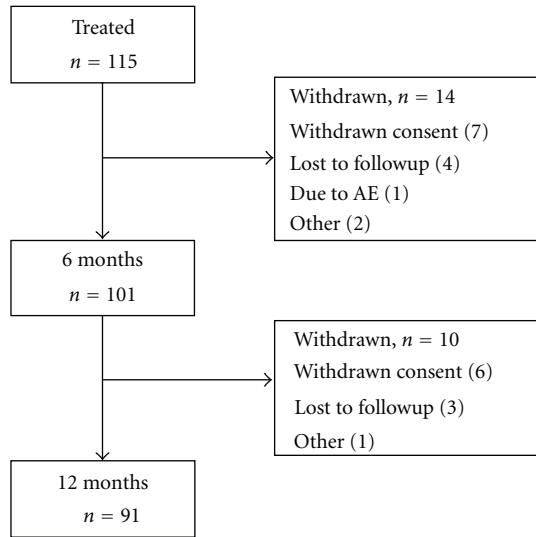 Treated
n = 115
Withdrawn, n = 14
Withdrawn consent (7)
Lost to followup (4)
Due to AE (1)
Other (2)
6 months
n = 101
Withdrawn, n = 10
Withdrawn consent (6)
Lost to followup (3)
Other (1)
12 months
n = 91